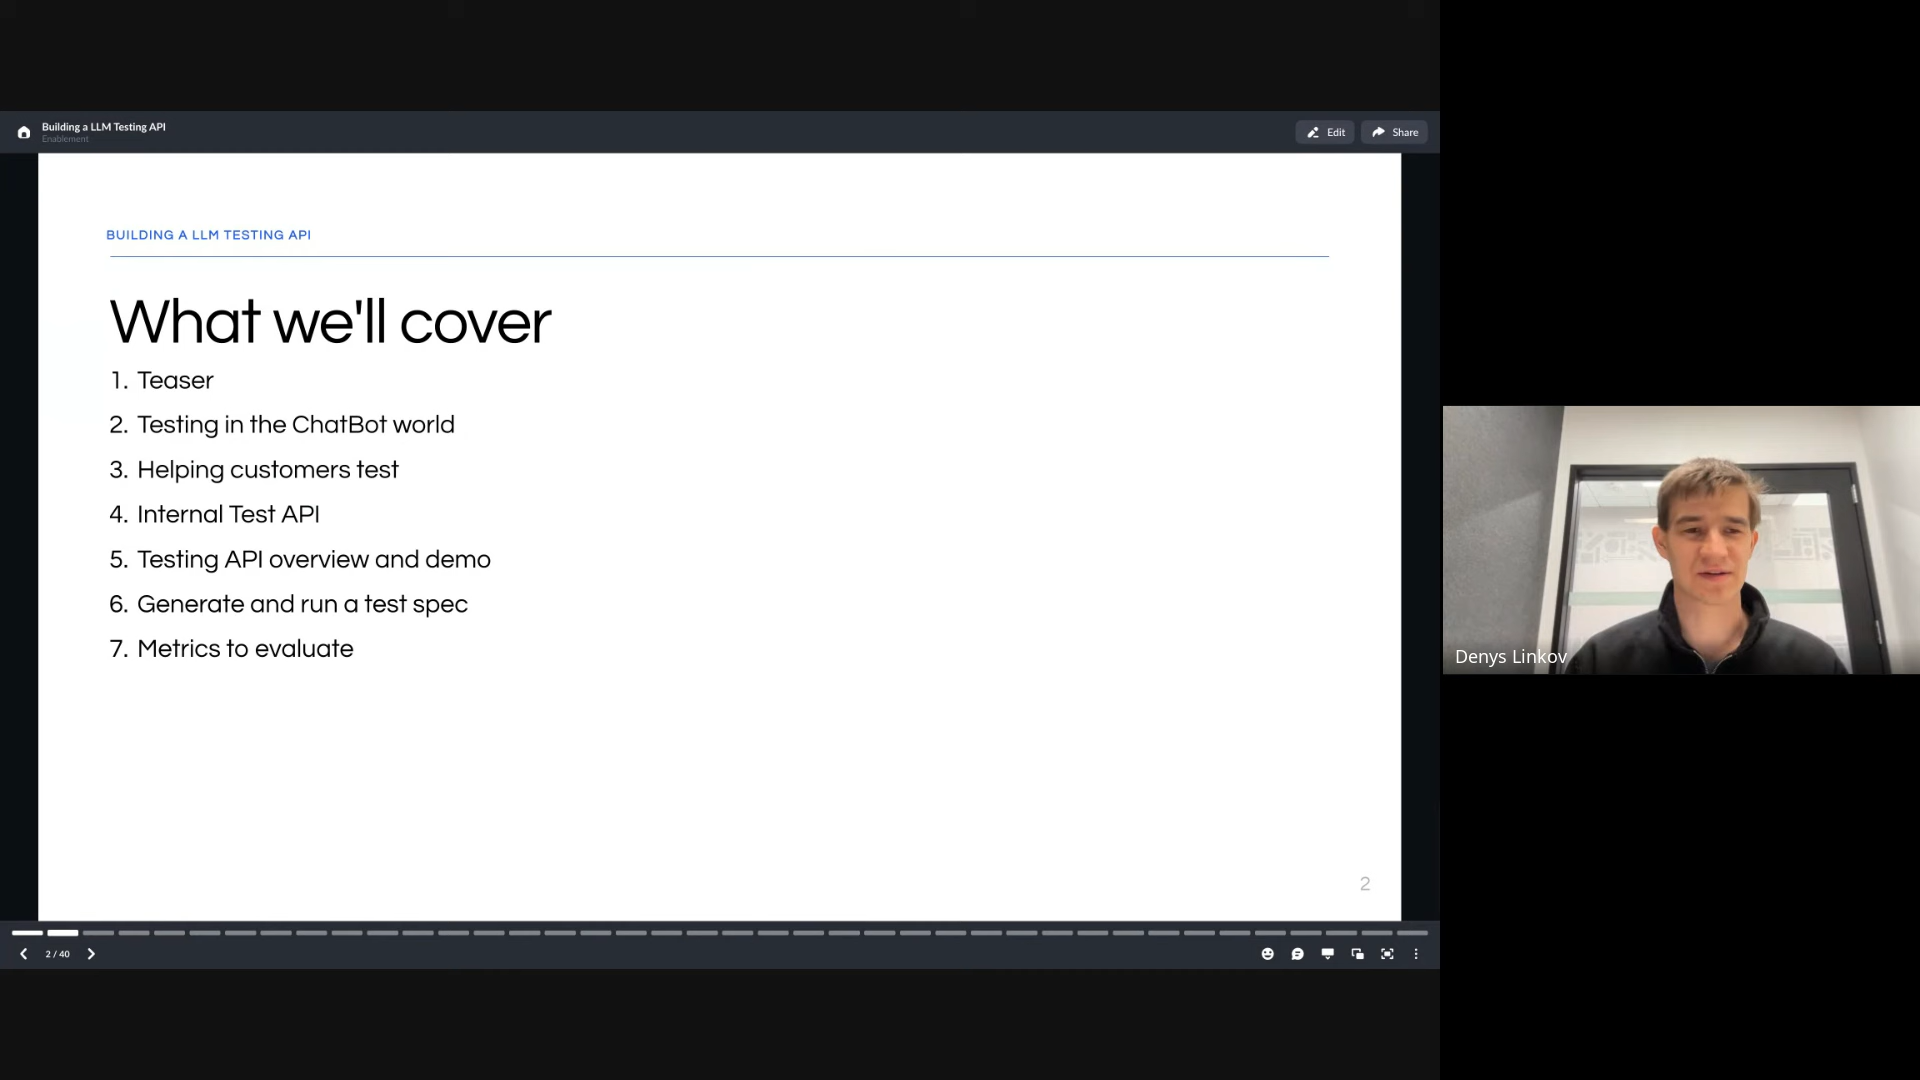 Building a LLM Testing API
Enablement
Edit
Share
BUILDING A LLM TESTING API
What we'll cover
1. Teaser
2. Testing in the ChatBot world
3. Helping customers test
4. Internal Test API
5. Testing API overview and demo
6. Generate and run a test spec
7. Metrics to evaluate
2
2 / 40
Denys Linkov